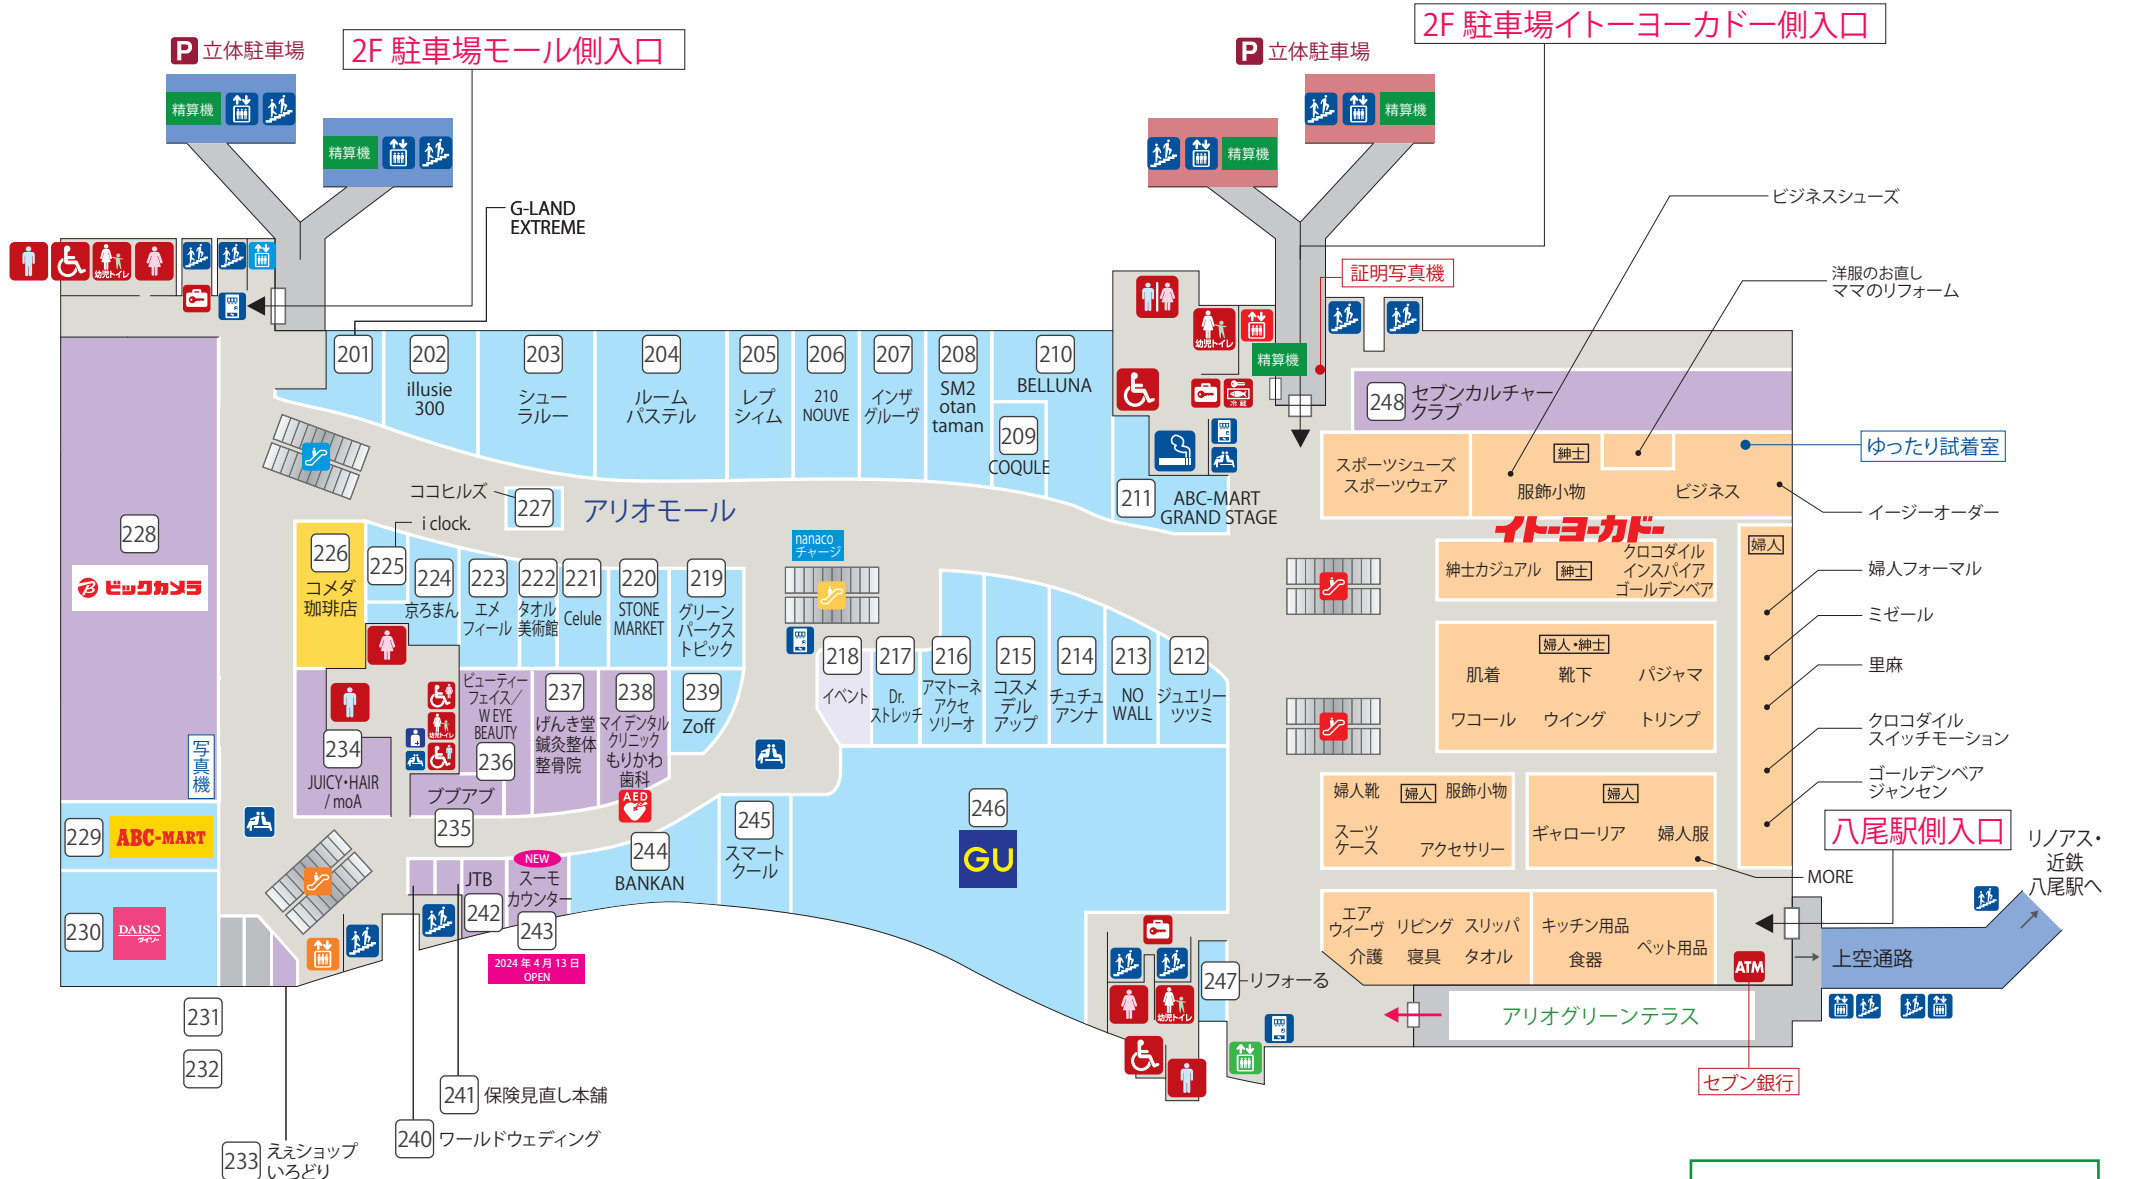 2F 駐車場イトーヨーカドー側入口
2F 駐車場モール側入口
P 立体駐車場
P 立体駐車場
精算機
精算機
精算機
精算機
G-LAND
EXTREME
ビジネスシューズ
証明写真機
洋服のお直し
ママのリフォーム
幼児トイレ
幼児トイレ
精算機
冷蔵
201
202
illusie
300
203
シュー
ラルー
204
ルーム
パステル
205
レプ
シィム
206
210
NOUVE
207
インザ
グルーヴ
208
SM2
otan
taman
210
BELLUNA
209
COQULE
211
ABC-MART
GRAND STAGE
248
セブンカルチャー
クラブ
ゆったり試着室
スポーツシューズ
スポーツウェア
紳士
服飾小物
ビジネス
イージーオーダー
イトーヨーカドー
ココヒルズ
227
アリオモール
i clock.
nanaco
チャージ
228
ビックカメラ
226
コメダ
珈琲店
225
224
京ろまん
223
エメ
フィール
222
タオル
美術館
221
Celule
220
STONE
MARKET
219
グリーン
パークス
トピック
紳士カジュアル
紳士
クロコダイル
インスパイア
ゴールデンベア
婦人
婦人フォーマル
ミゼール
里麻
クロコダイル
スイッチモーション
ゴールデンベア
ジャンセン
218
イベント
217
Dr.
ストレッチ
216
アマトーネ
アクセ
ソリーオ
215
コスメ
デル
アップ
214
チュチュ
アンナ
213
NO
WALL
212
ジュエリー
ツツミ
婦人・紳士
肌着
靴下
パジャマ
ワコール
ウイング
トリンプ
幼児トイレ
234
JUICY・HAIR
/ moA
ビューティー
フェイス／
W EYE
BEAUTY
236
237
げんき堂
鍼灸整体
整骨院
238
マイ デンタル
クリニック
もりかわ
歯科
AED
239
Zoff
写真機
ブブアブ
235
229
ABC-MART
230
DAISO
ダイソー
JTB
242
NEW
スーモ
カウンター
243
2024 年 4 月 13 日
OPEN
244
BANKAN
245
スマート
クール
246
GU
婦人靴
婦人
服飾小物
スーツ
ケース
アクセサリー
婦人
ギャローリア
婦人服
MORE
八尾駅側入口
リノアス・
近鉄
八尾駅へ
エア
ウィーヴ
リビング
スリッパ
介護
寝具
タオル
キッチン用品
ペット用品
食器
ATM
上空通路
247
リフォーる
幼児トイレ
アリオグリーンテラス
セブン銀行
231
232
241
保険見直し本舗
240
ワールドウェディング
233
ええショップ
いろどり